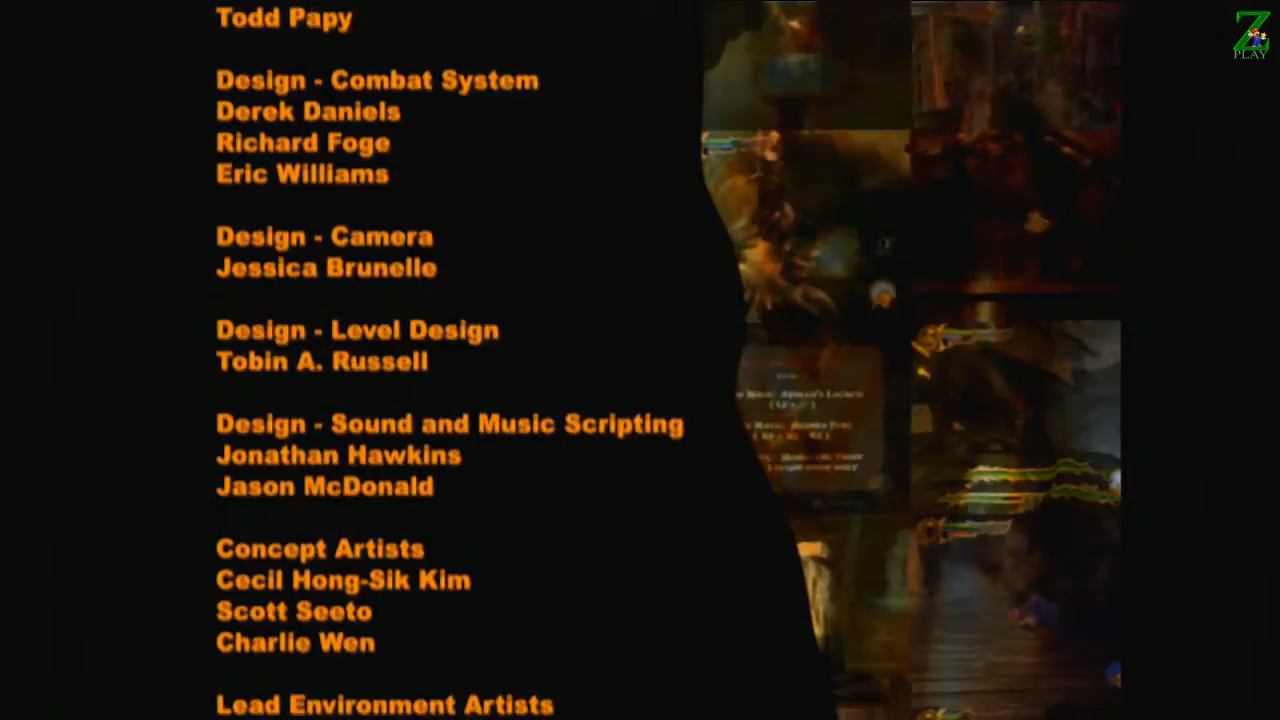 Todd Papy
Design - Combat System
Derek Daniels
Richard Foge
Eric Williams
Design - Camera
Jessica Brunelle
Design - Level Design
Tobin A. Russell
Design - Sound and Music Scripting
Jonathan Hawkins
Jason McDonald
Concept Artists
Cecil Hong-Sik Kim
Scott Seeto
Charlie Wen
Lead Environment Artists
Z
PLAY